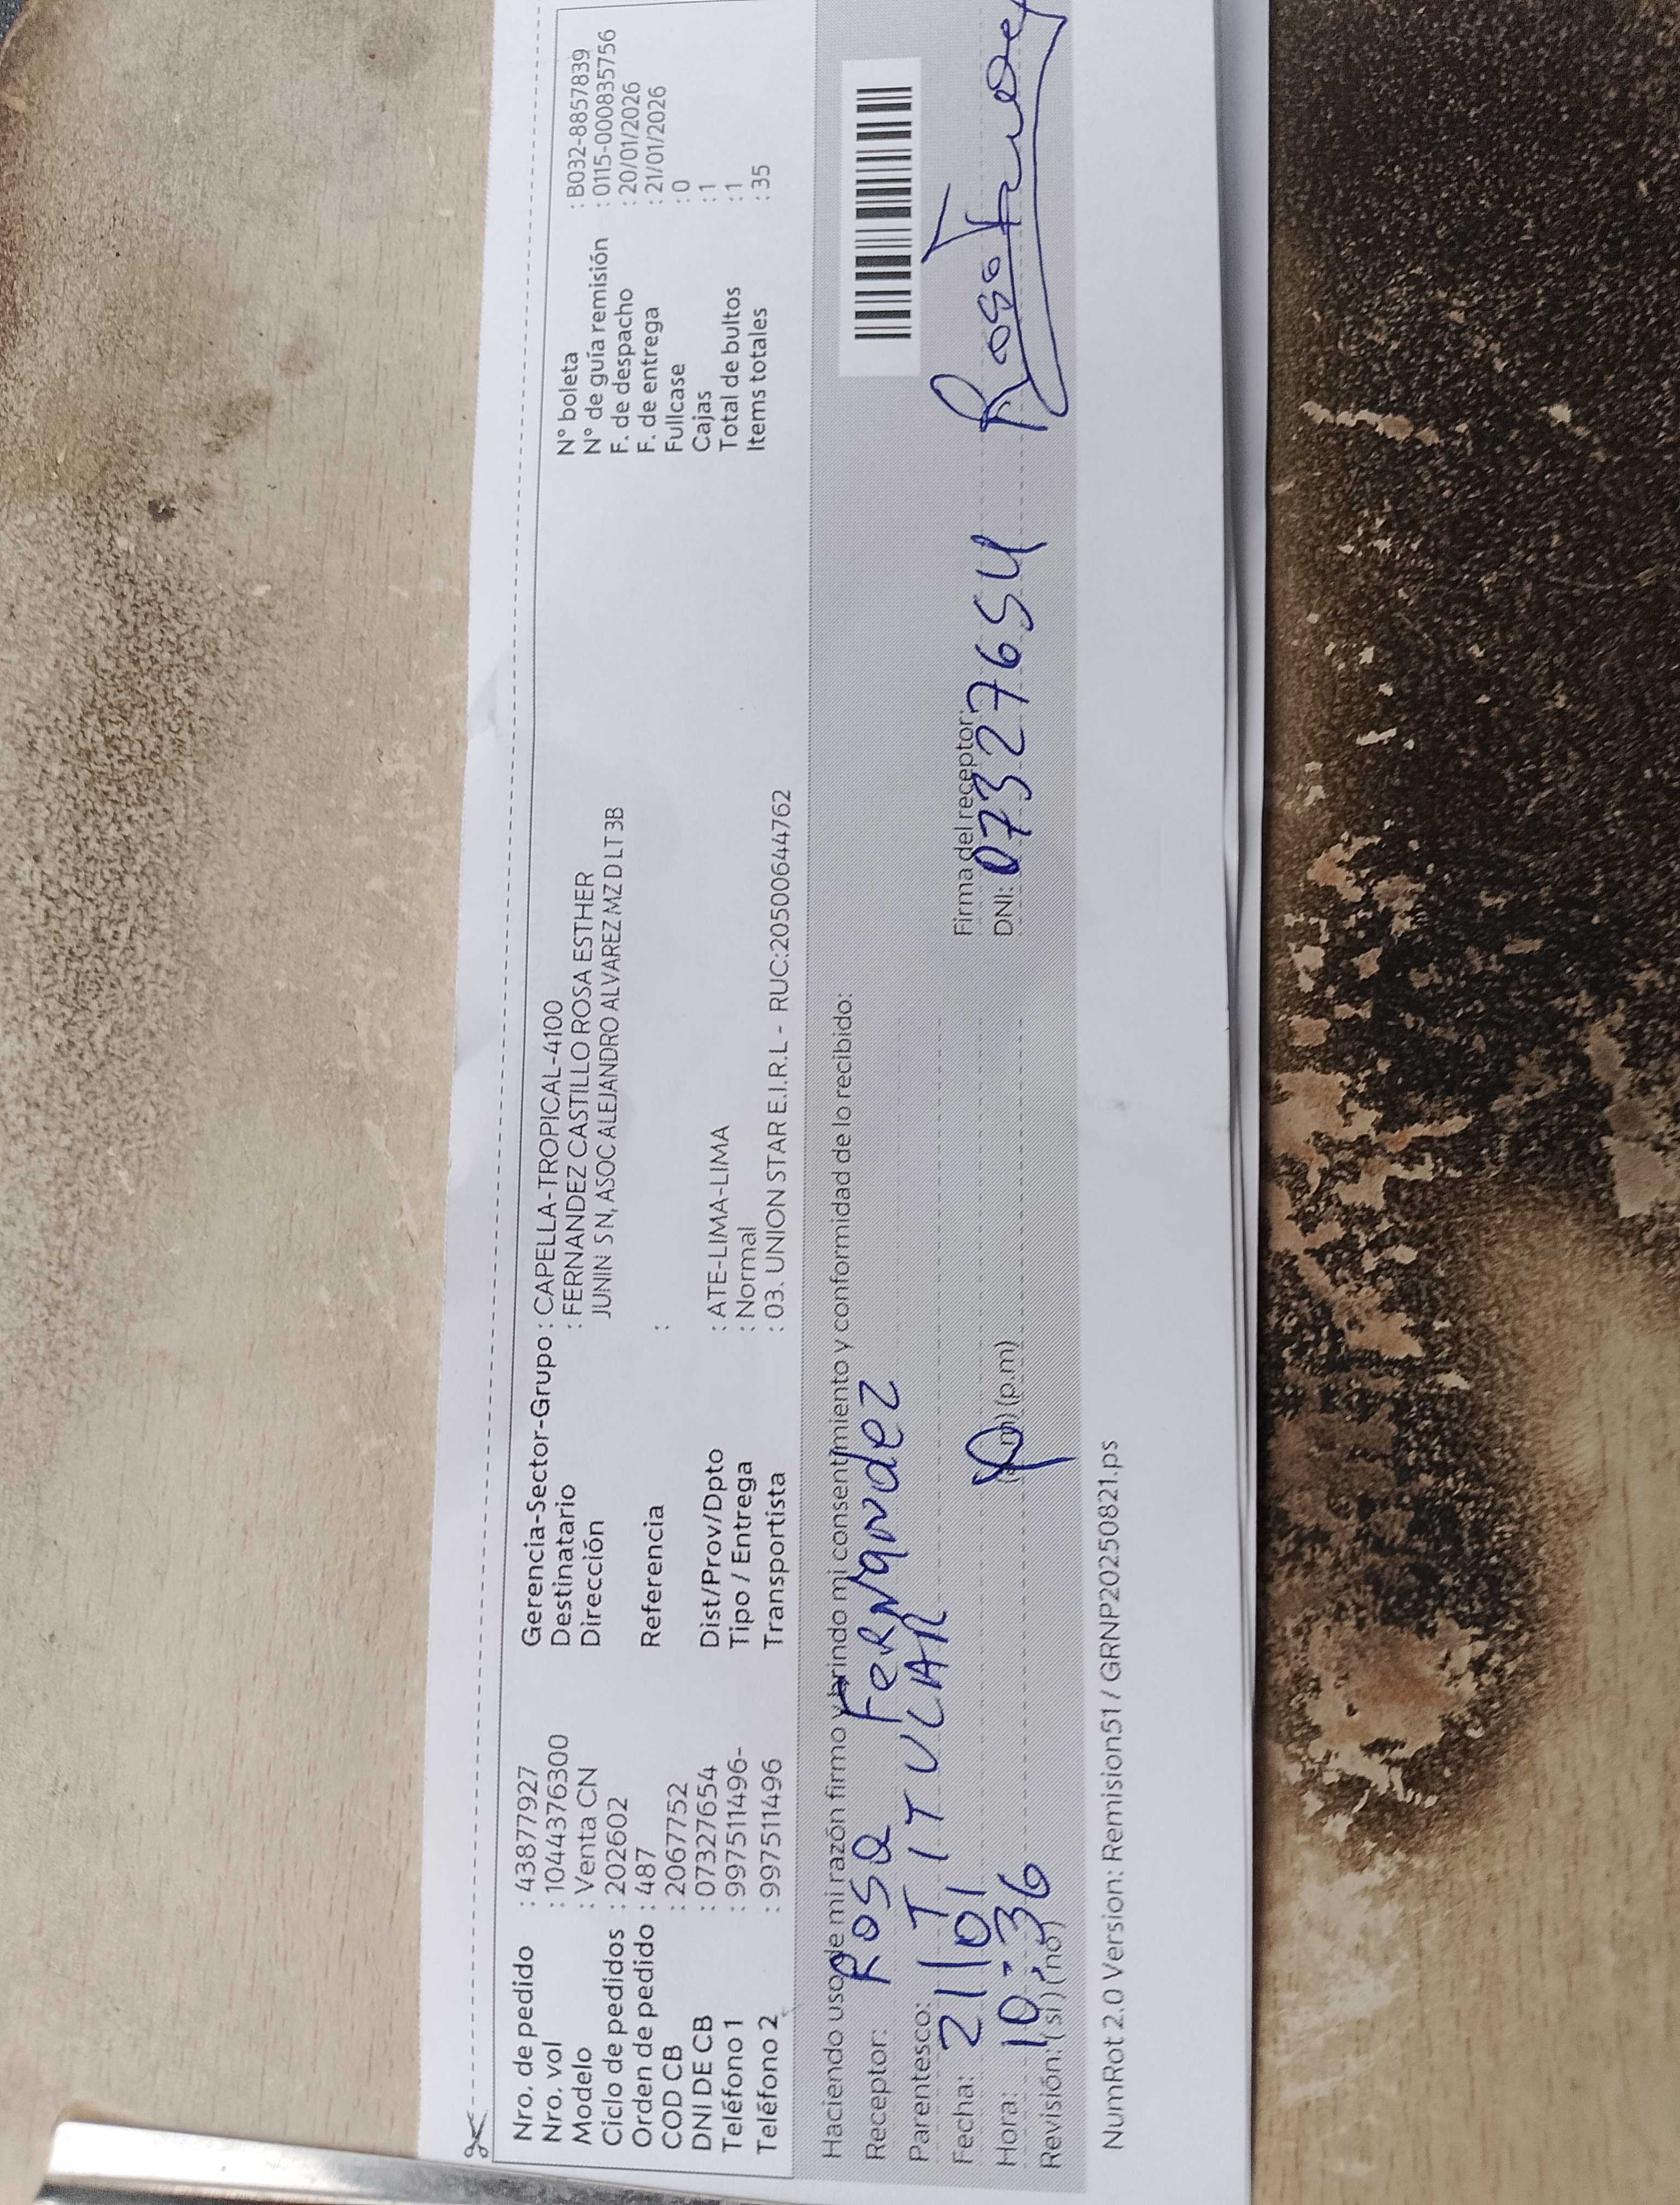 Nro. de pedido : 43877927
Nro. vol : 104437676300
Modelo : Venta CN
Ciclo de pedidos : 202602
Orden de pedido : 487
COD CB : 2067752
DNI DE CB : 07327654
Teléfono 1 : 997511496-
Teléfono 2 : 997511496
Gerencia-Sector-Grupo : CAPELLA-TROPICAL-4100
Destinatario : FERNANDEZ CASTILLO ROSA ESTHER
Dirección JUNIN S N, ASOC ALEJANDRO ALVAREZ MZ D LT 3B
Referencia :
Dist/Prov/Dpto : ATE-LIMA-LIMA
Tipo / Entrega : Normal
Transportista : 03. UNION STAR E.I.R.L - RUC:20500644762
N° boleta : B032-8857839
N° de guía remisión : 0115-0000835756
F. de despacho : 20/01/2026
F. de entrega : 21/01/2026
Fullcase : 0
Cajas : 1
Total de bultos : 1
Items totales : 35
Haciendo uso de mi razón firmo y brindo mi consentimiento y conformidad de lo recibido:
Receptor: Rosa Fernandez
Parentesco: TITULAR
Fecha: 21/01
Hora: 10:36 (a.m) (p.m)
Revisión: (si) (no)
Firma del receptor: Rosa
DNI: 07327654
NumRot 2.0 Version: Remision51 / GRNP20250821.ps